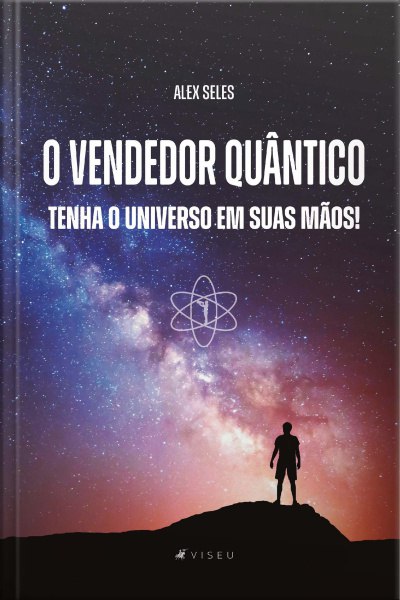 ALEX SELES
O VENDEDOR QUÂNTICO
TENHA O UNIVERSO EM SUAS MÃOS!
VISEU